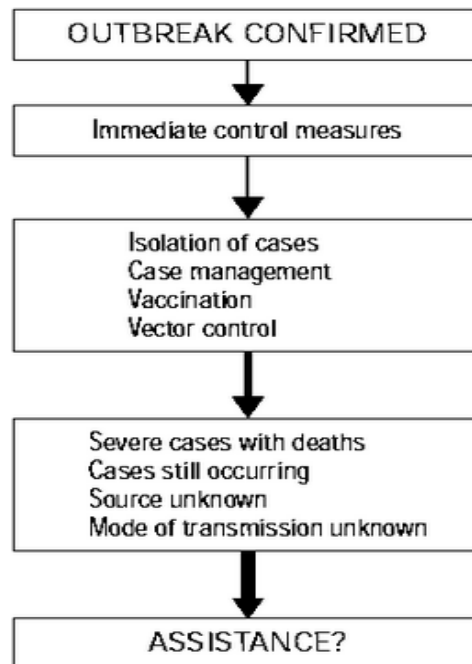 OUTBREAK CONFIRMED
Immediate control measures
Isolation of cases
Case management
Vaccination
Vector control
Severe cases with deaths
Cases still occurring
Source unknown
Mode of transmission unknown
ASSISTANCE?